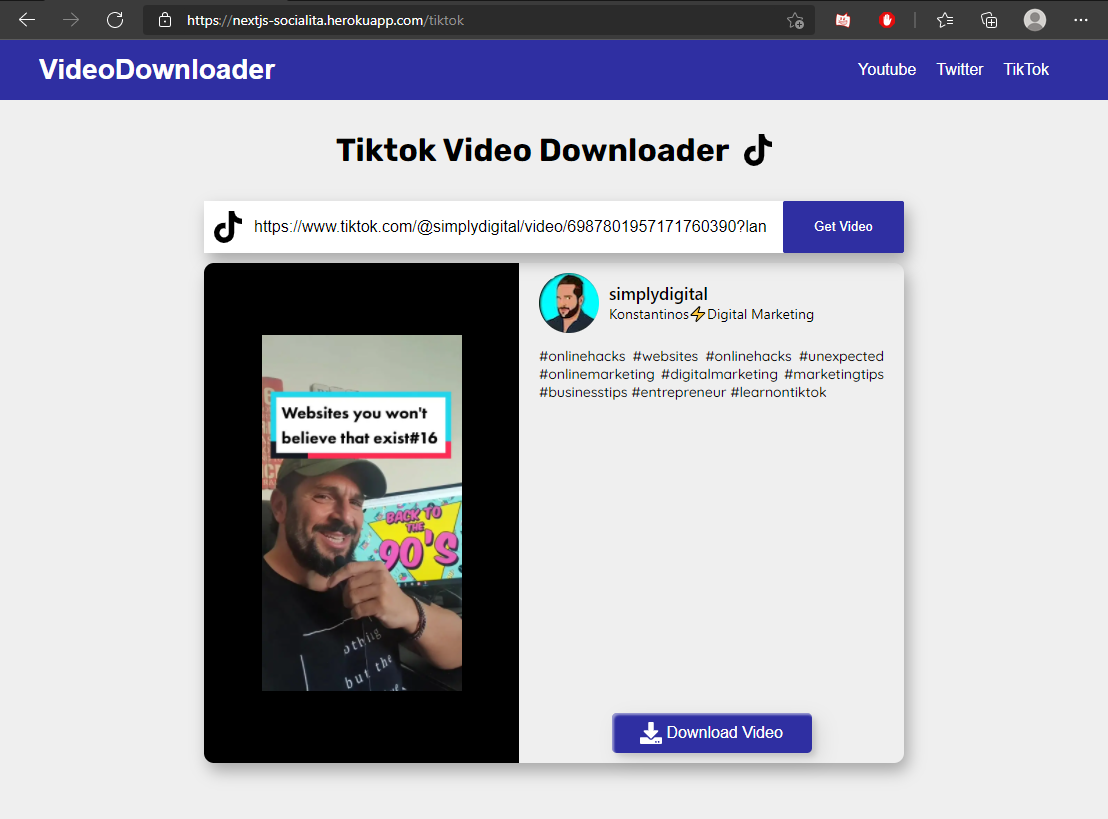 https://nextjs-socialita.herokuapp.com/tiktok
VideoDownloader
Youtube Twitter TikTok
Tiktok Video Downloader
https://www.tiktok.com/@simplydigital/video/6987801957171760390?lan
Get Video
simplydigital
Konstantinos⚡Digital Marketing
#onlinehacks #websites #onlinehacks #unexpected
#onlinemarketing #digitalmarketing #marketingtips
#businesstips #entrepreneur #learnontiktok
Websites you won't
believe that exist#16
BACK TO
THE
90'S
but the
Download Video